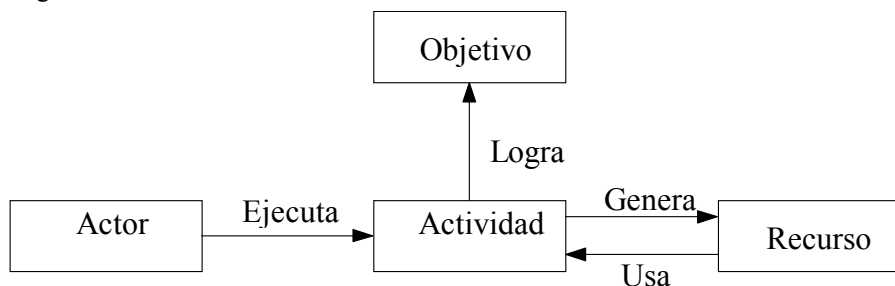 Objetivo
Logra
Actor
Ejecuta
Actividad
Genera
Recurso
Usa